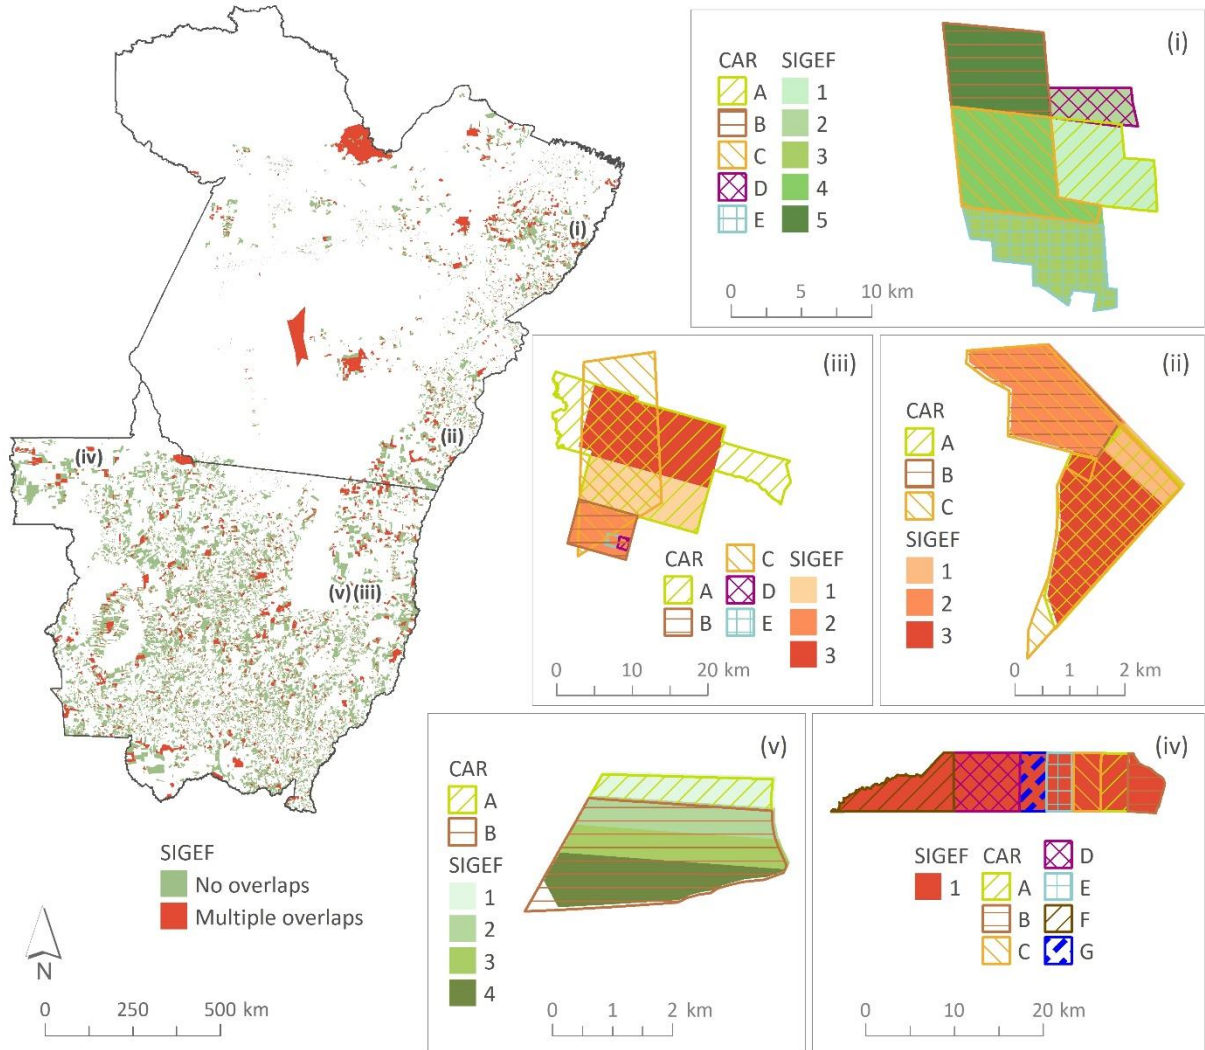 (i)
(ii)
(iv)
(v) (iii)
SIGEF
No overlaps
Multiple overlaps
N
0 250 500 km
(i)
CAR SIGEF
A 1
B 2
C 3
D 4
E 5
0 5 10 km
(iii)
CAR C SIGEF
A D 1
B E 2
3
0 10 20 km
(ii)
CAR
A
B
C
SIGEF
1
2
3
0 1 2 km
(v)
CAR
A
B
SIGEF
1
2
3
4
0 1 2 km
(iv)
SIGEF CAR D
1 A E
B F
C G
0 10 20 km